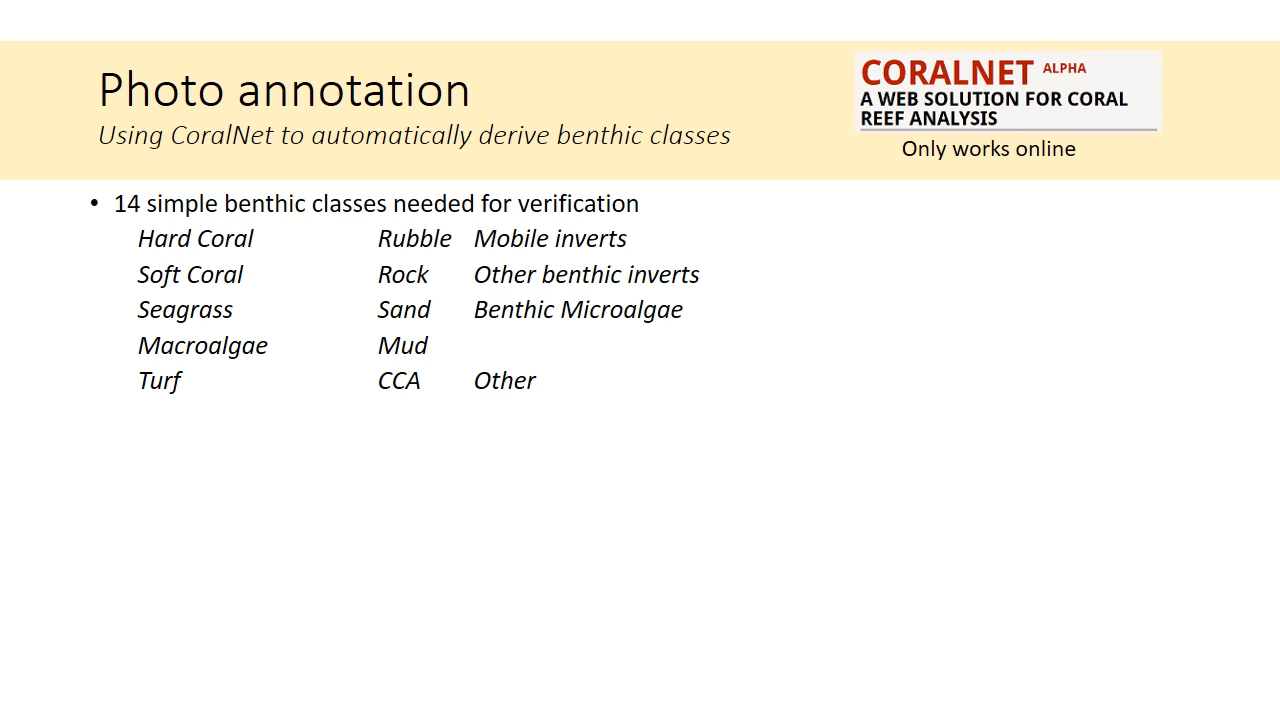 Photo annotation
Using CoralNet to automatically derive benthic classes
CORALNET ALPHA
A WEB SOLUTION FOR CORAL
REEF ANALYSIS
Only works online
• 14 simple benthic classes needed for verification
Hard Coral Rubble Mobile inverts
Soft Coral Rock Other benthic inverts
Seagrass Sand Benthic Microalgae
Macroalgae Mud
Turf CCA Other